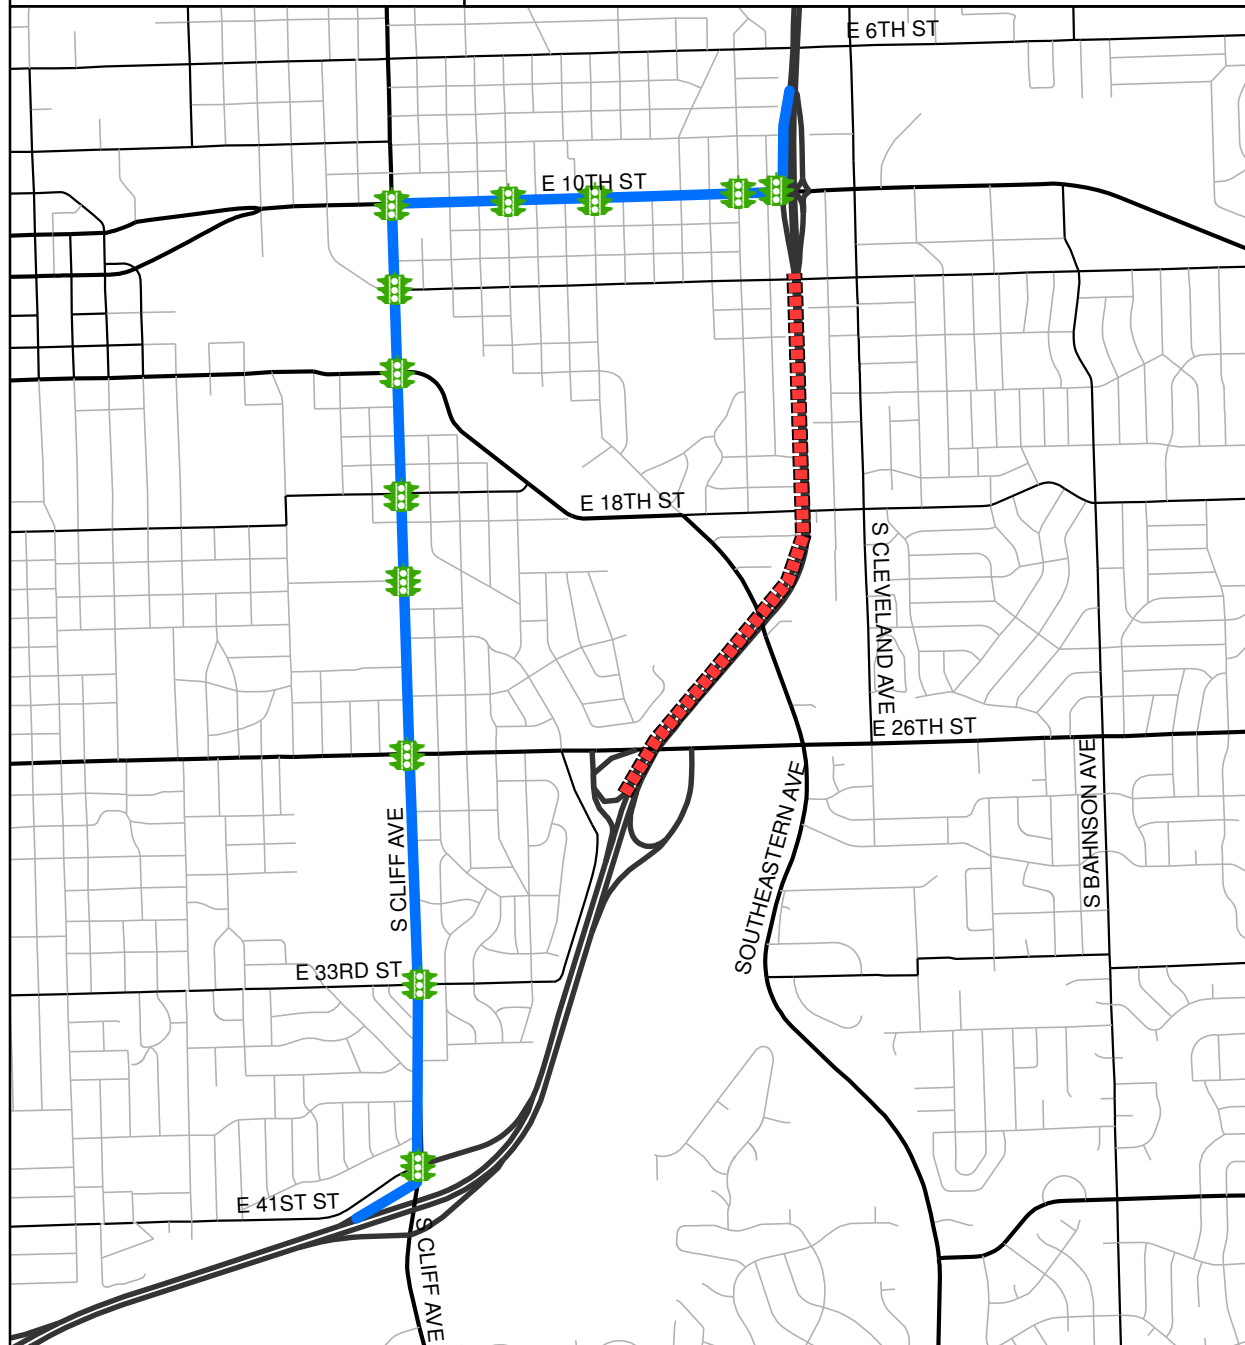 E 6TH ST
E 10TH ST
E 18TH ST
S CLEVELAND AVE
E 26TH ST
S BAHNSON AVE
SOUTHEASTERN AVE
S CLIFF AVE
E 33RD ST
E 41ST ST
S CLIFF AVE